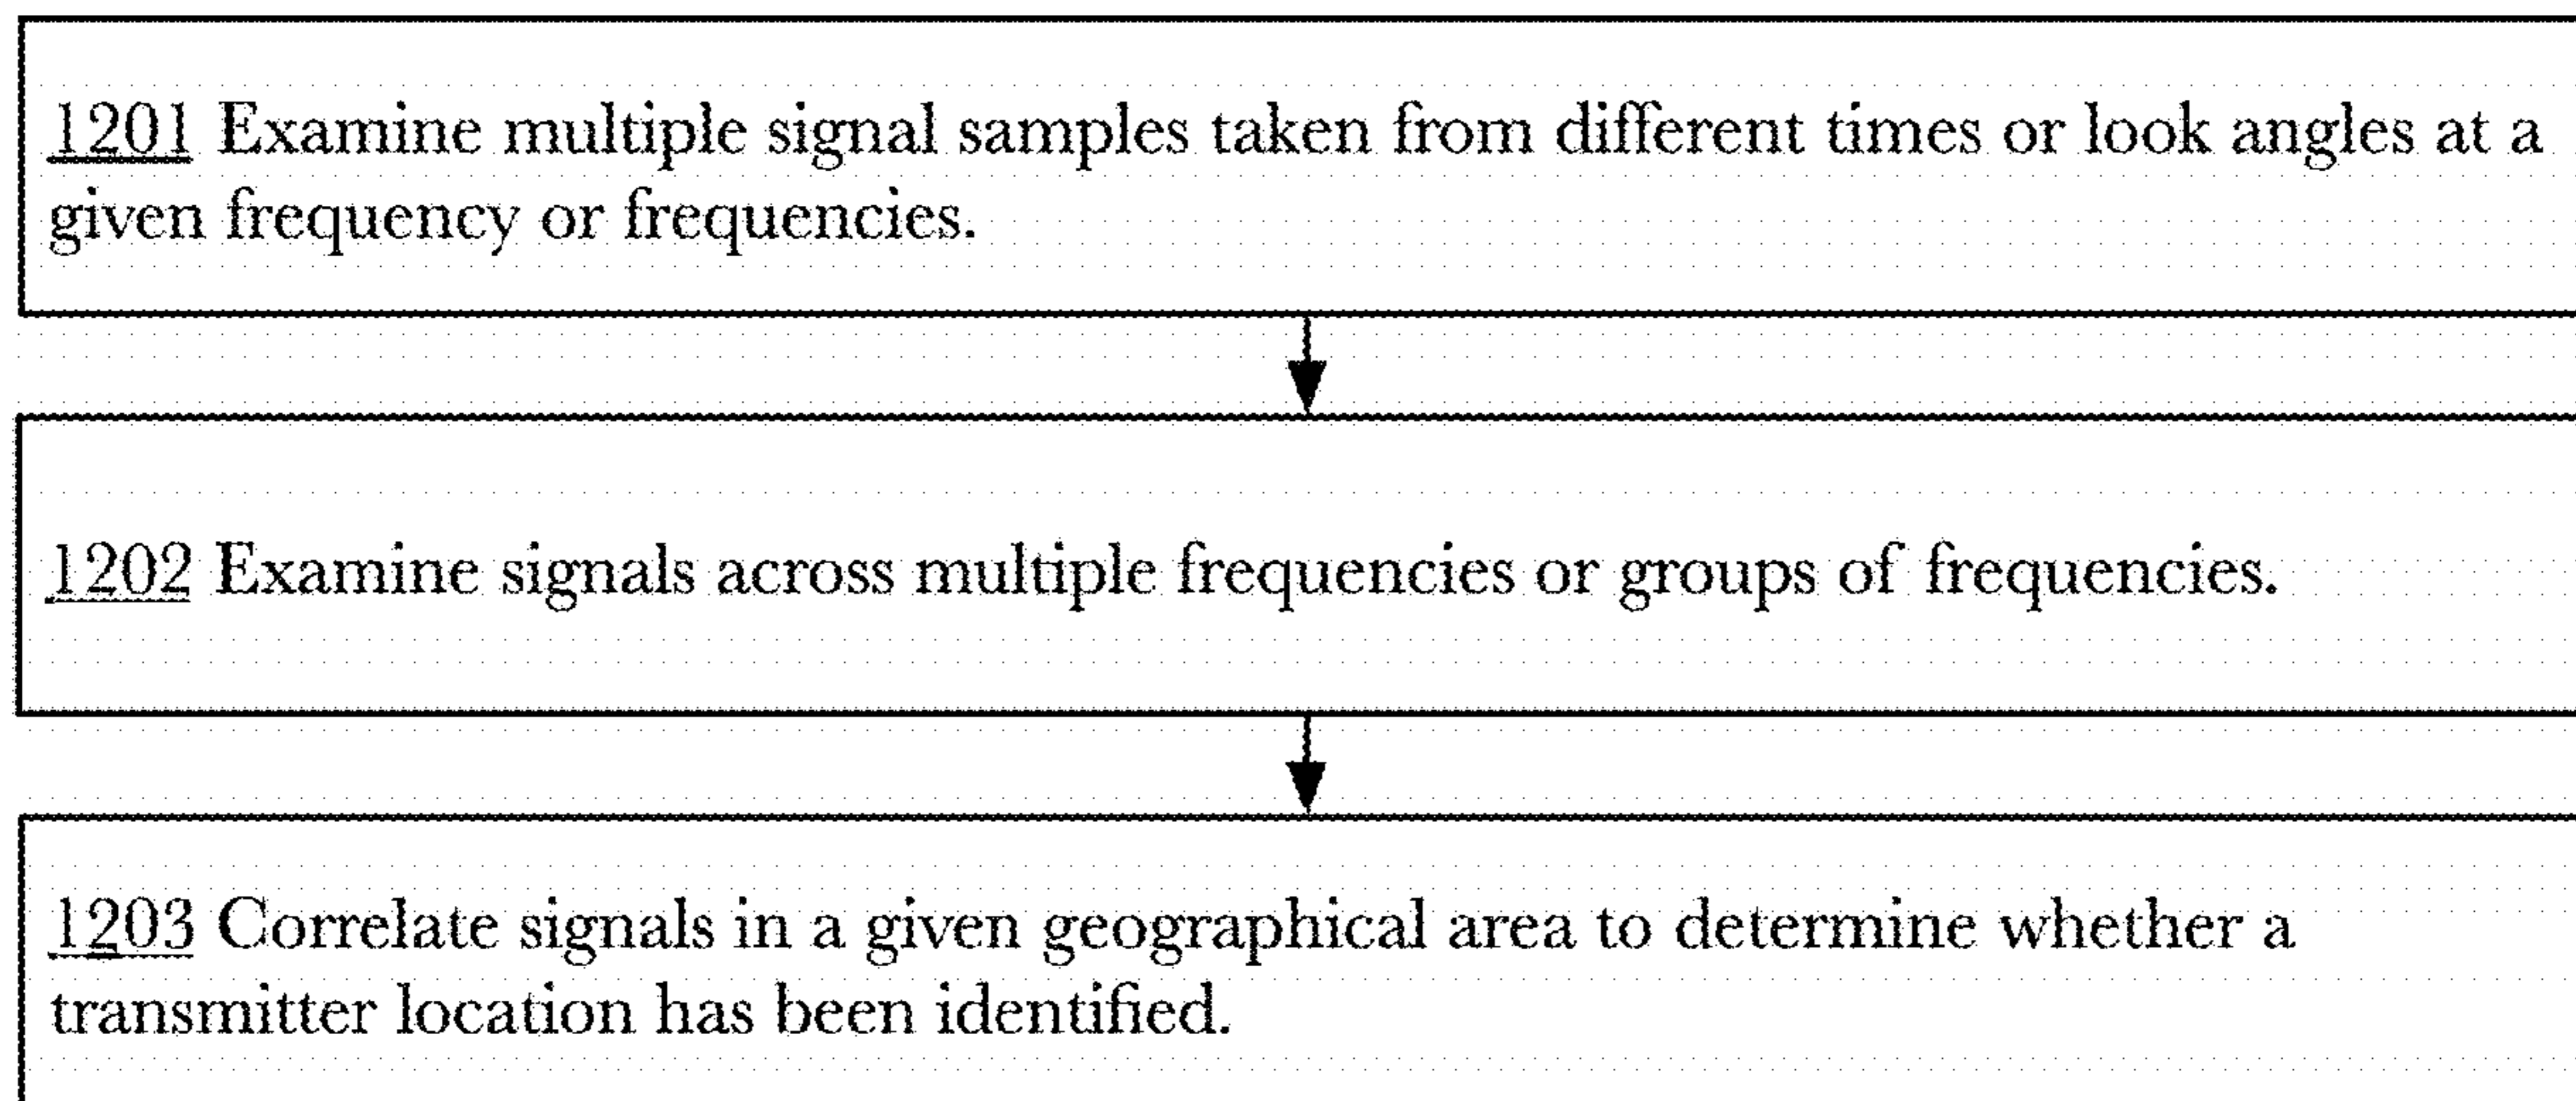 1201 Examine multiple signal samples taken from different times or look angles at a
given frequency or frequencies.
1202 Examine signals across multiple frequencies or groups of frequencies.
1203 Correlate signals in a given geographical area to determine whether a
transmitter location has been identified.